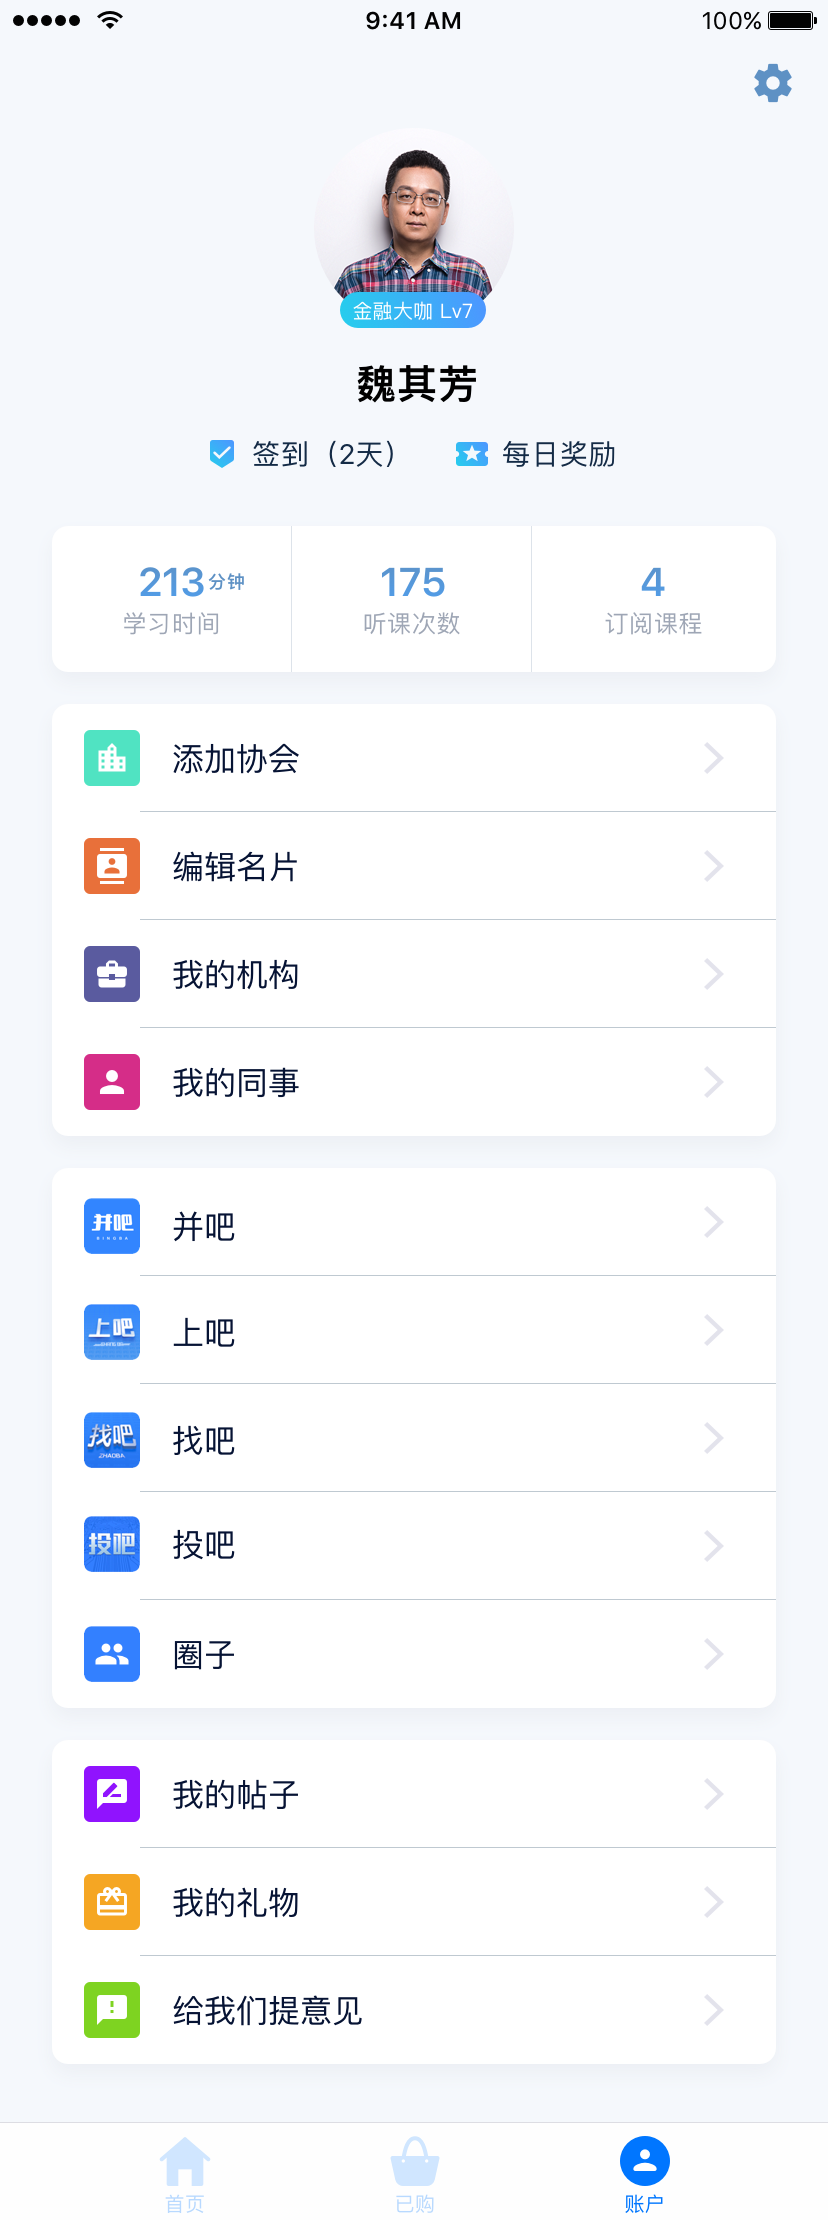 9:41 AM 100%
金融大咖 Lv7
魏其芳
签到（2天） 每日奖励
213分钟 175 4
学习时间 听课次数 订阅课程
添加协会
编辑名片
我的机构
我的同事
并吧 并吧
BINGBA
上吧 上吧
找吧 找吧
ZHAOBA
投吧 投吧
圈子
我的帖子
我的礼物
给我们提意见
首页 已购 账户